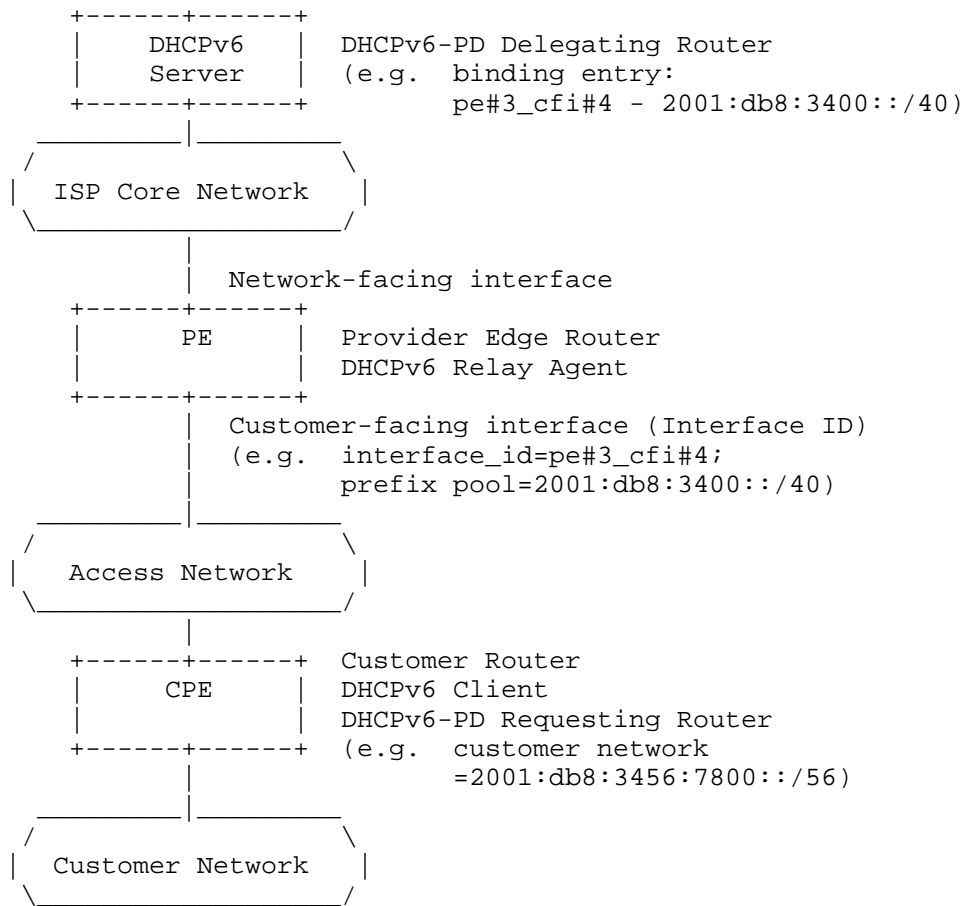 DHCPv6 DHCPv6-PD Delegating Router
Server (e.g. binding entry:
pe#3_cfi#4 - 2001:db8:3400::/40)
ISP Core Network
Network-facing interface
PE Provider Edge Router
DHCPv6 Relay Agent
Customer-facing interface (Interface ID)
(e.g. interface_id=pe#3_cfi#4;
prefix pool=2001:db8:3400::/40)
Access Network
Customer Router
CPE DHCPv6 Client
DHCPv6-PD Requesting Router
(e.g. customer network
=2001:db8:3456:7800::/56)
Customer Network